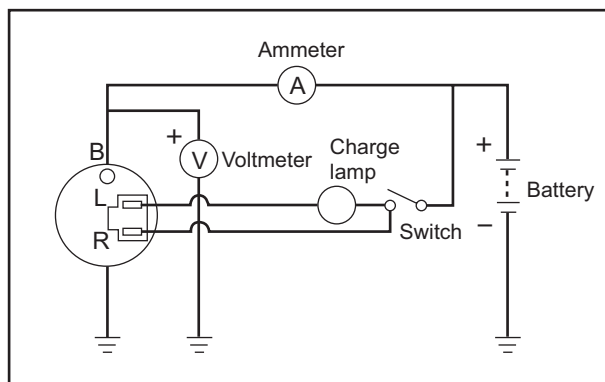 Ammeter
A
+
B
V
Voltmeter
Charge
lamp
+
L
Battery
R
Switch
−